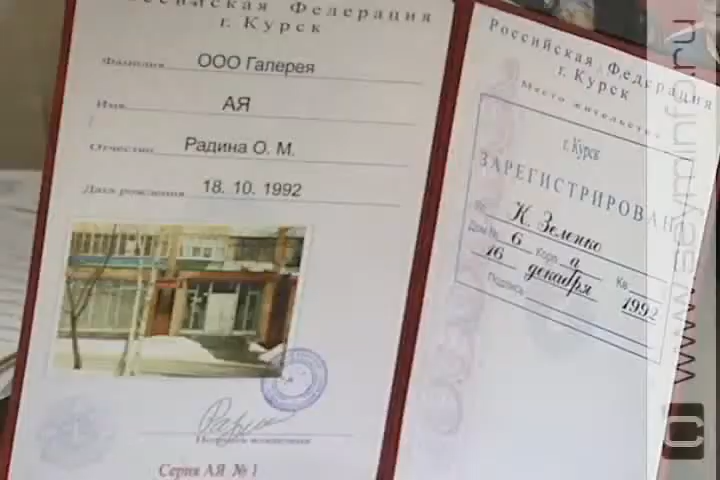 Российская Федерация
г. Курск
Фамилия ООО Галерея
Имя АЯ
Отчество Радина О. М.
Дата рождения 18. 10. 1992
Серия АЯ № 1
Российская Федерация
г. Курск
Место жительства
г. Курск
ЗАРЕГИСТРИРОВАН
Ул. К. Зеленко
Дом № 6 Корп а Кв
16 декабря 1992
Подпись
www.seyminfo.ru